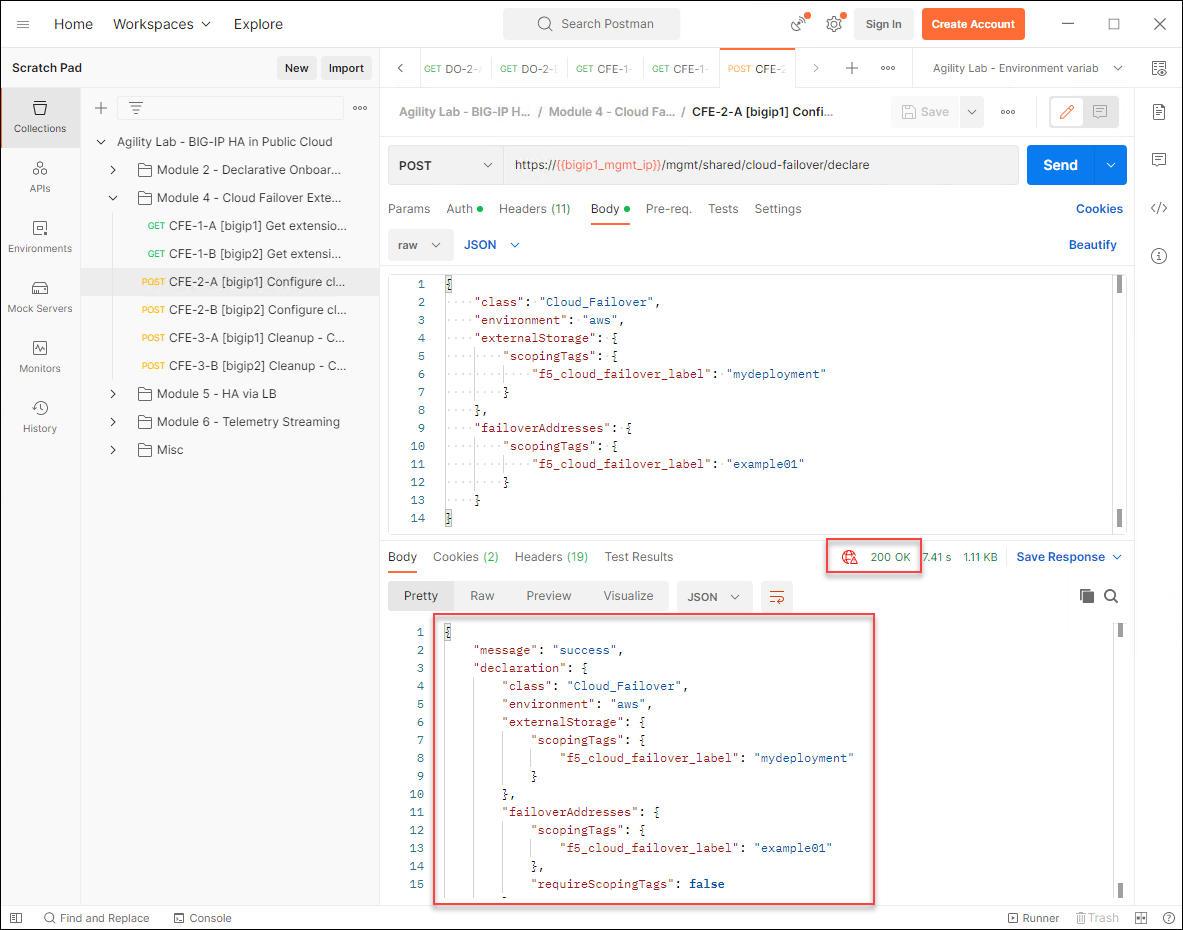 Home Workspaces Explore Search Postman Sign In Create Account
Scratch Pad New Import GET DO-2-A GET DO-2- GET CFE-1- GET CFE-1- POST CFE-2 Agility Lab - Environment variab
Collections
APIs
Environments
Mock Servers
Monitors
History
Agility Lab - BIG-IP HA in Public Cloud
Module 2 - Declarative Onboar...
Module 4 - Cloud Failover Exte...
GET CFE-1-A [bigip1] Get extensio...
GET CFE-1-B [bigip2] Get extensi...
POST CFE-2-A [bigip1] Configure cl...
POST CFE-2-B [bigip2] Configure cl...
POST CFE-3-A [bigip1] Cleanup - C...
POST CFE-3-B [bigip2] Cleanup - C...
Module 5 - HA via LB
Module 6 - Telemetry Streaming
Misc
Agility Lab - BIG-IP H... / Module 4 - Cloud Fa... / CFE-2-A [bigip1] Confi... Save
POST https://{{bigip1_mgmt_ip}}/mgmt/shared/cloud-failover/declare Send
Params Auth Headers (11) Body Pre-req. Tests Settings Cookies
raw JSON Beautify
1 {
2 "class": "Cloud_Failover",
3 "environment": "aws",
4 "externalStorage": {
5 "scopingTags": {
6 "f5_cloud_failover_label": "mydeployment"
7 }
8 },
9 "failoverAddresses": {
10 "scopingTags": {
11 "f5_cloud_failover_label": "example01"
12 }
13 }
14 }
Body Cookies (2) Headers (19) Test Results 200 OK 7.41 s 1.11 KB Save Response
Pretty Raw Preview Visualize JSON
1 {
2 "message": "success",
3 "declaration": {
4 "class": "Cloud_Failover",
5 "environment": "aws",
6 "externalStorage": {
7 "scopingTags": {
8 "f5_cloud_failover_label": "mydeployment"
9 }
10 },
11 "failoverAddresses": {
12 "scopingTags": {
13 "f5_cloud_failover_label": "example01"
14 },
15 "requireScopingTags": false
Find and Replace Console Runner Trash